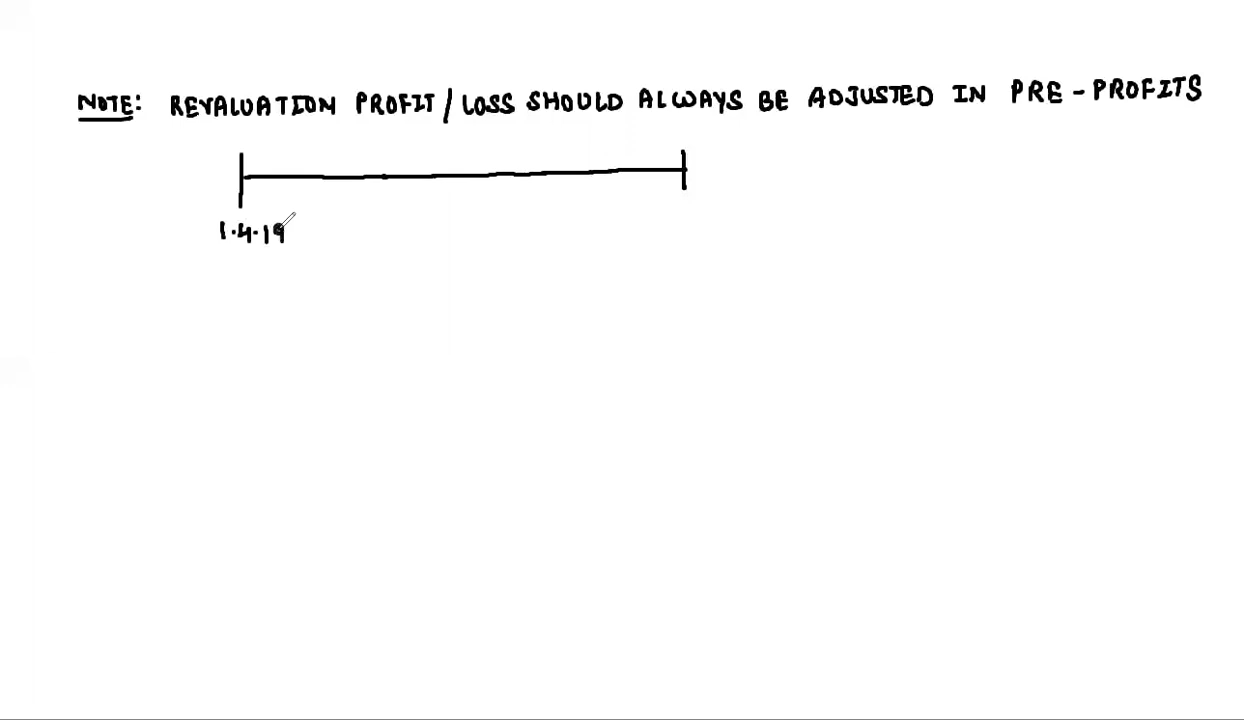 NOTE: REVALUATION PROFIT / LOSS SHOULD ALWAYS BE ADJUSTED IN PRE - PROFITS
1.4.19